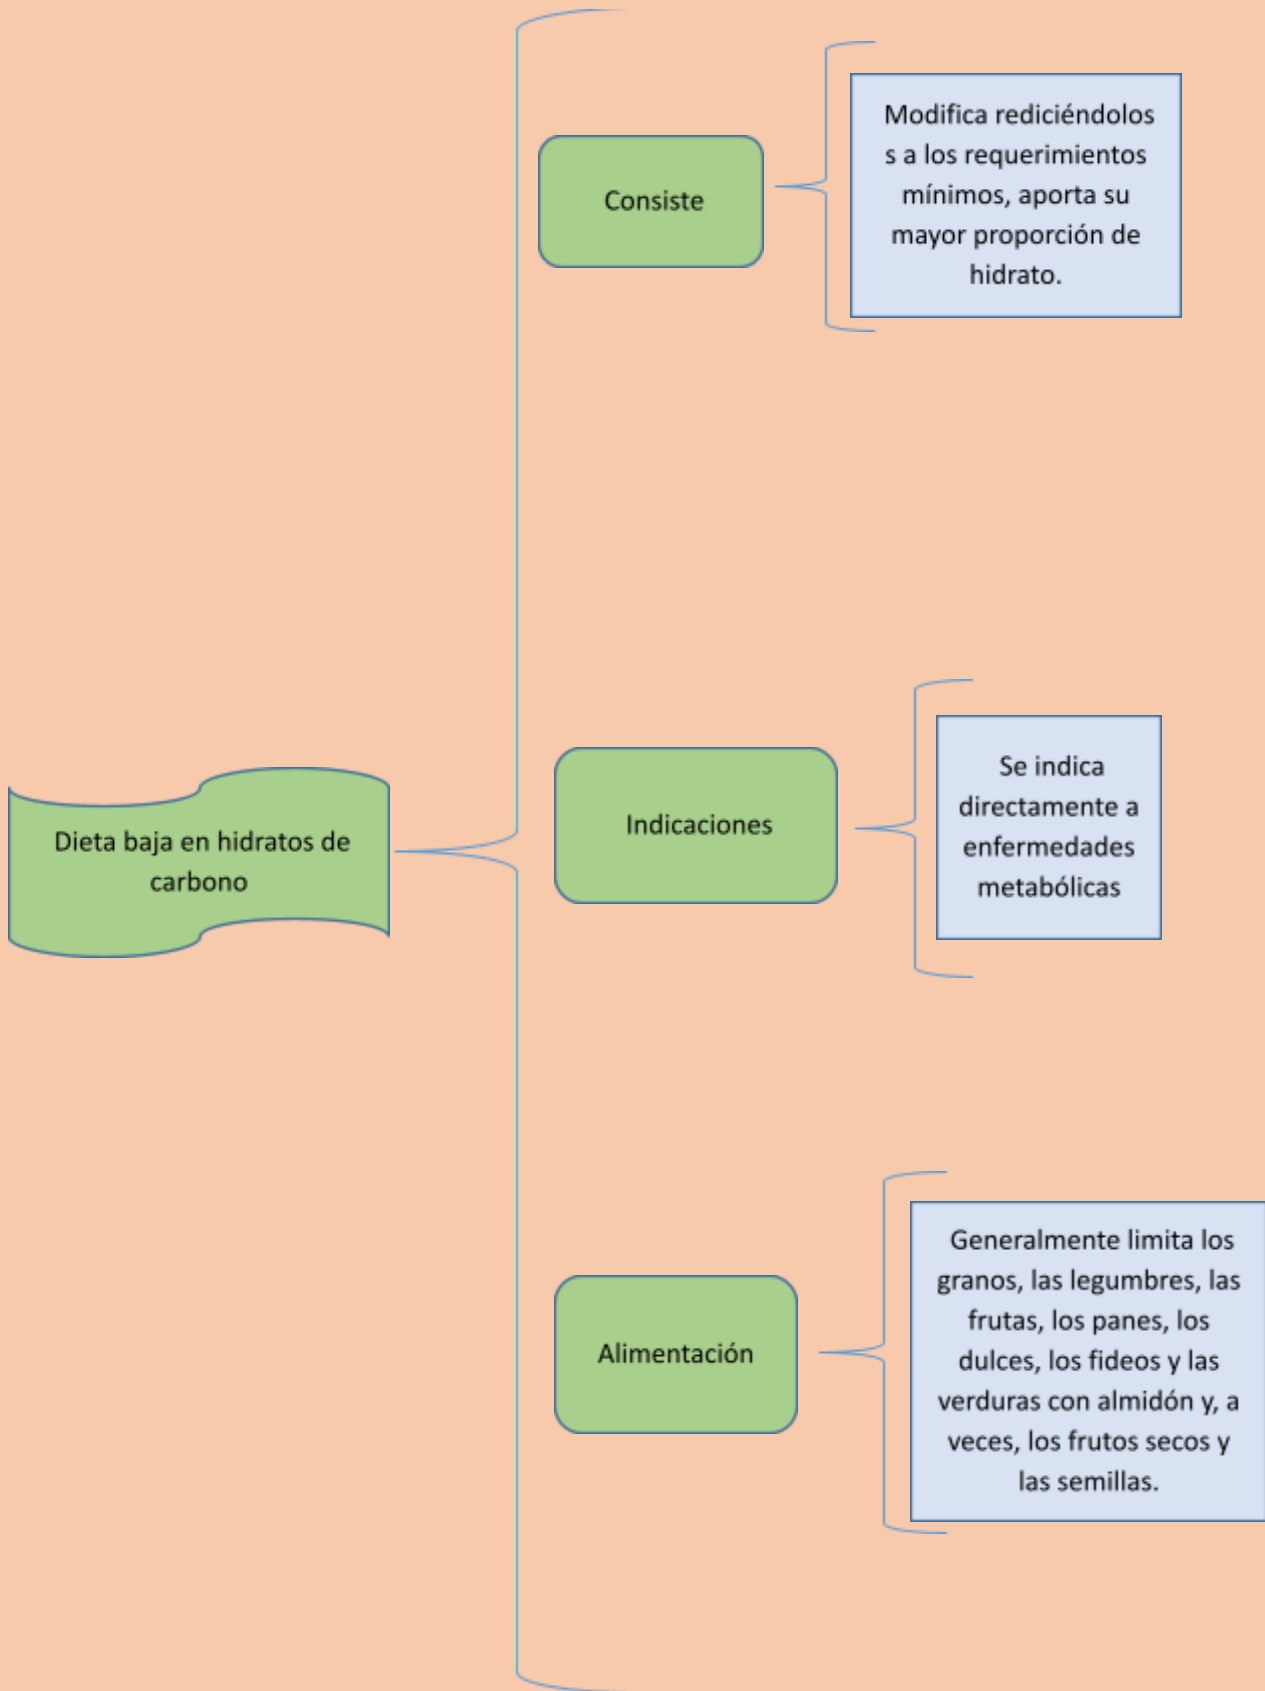 Modifica rediciéndolos
s a los requerimientos
mínimos, aporta su
mayor proporción de
hidrato.
Consiste
Se indica
directamente a
enfermedades
metabólicas
Indicaciones
Dieta baja en hidratos de
carbono
Generalmente limita los
granos, las legumbres, las
frutas, los panes, los
dulces, los fideos y las
verduras con almidón y, a
veces, los frutos secos y
las semillas.
Alimentación